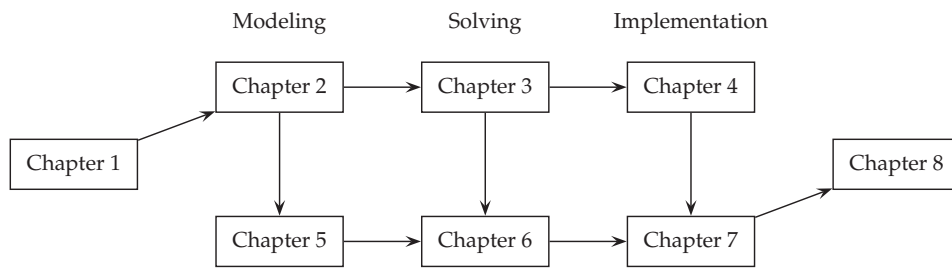 Modeling Solving Implementation
Chapter 2 Chapter 3 Chapter 4
Chapter 1 Chapter 8
Chapter 5 Chapter 6 Chapter 7